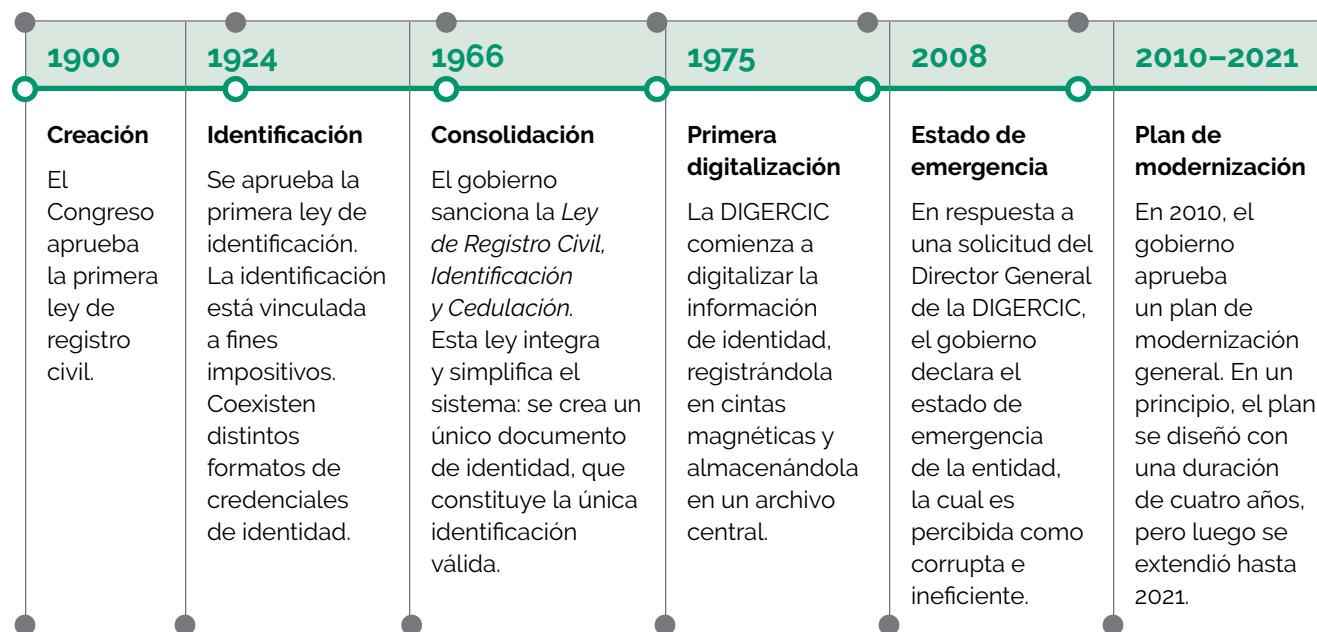 1900
Creación
El
Congreso
aprueba
la primera
ley de
registro
civil.
1924
Identificación
Se aprueba la
primera ley de
identificación.
La identificación
está vinculada
a fines
impositivos.
Coexisten
distintos
formatos de
credenciales
de identidad.
1966
Consolidación
El gobierno
sanciona la Ley
de Registro Civil,
Identificación
y Cedulación.
Esta ley integra
y simplifica el
sistema: se crea un
único documento
de identidad, que
constituye la única
identificación
válida.
1975
Primera
digitalización
La DIGERCIC
comienza a
digitalizar la
información
de identidad,
registrándola
en cintas
magnéticas y
almacenándola
en un archivo
central.
2008
Estado de
emergencia
En respuesta a
una solicitud del
Director General
de la DIGERCIC,
el gobierno
declara el
estado de
emergencia
de la entidad,
la cual es
percibida como
corrupta e
ineficiente.
2010–2021
Plan de
modernización
En 2010, el
gobierno
aprueba
un plan de
modernización
general. En un
principio, el plan
se diseñó con
una duración
de cuatro años,
pero luego se
extendió hasta
2021.